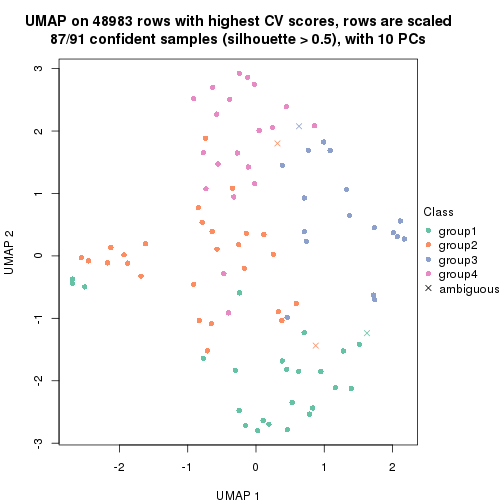 UMAP on 48983 rows with highest CV scores, rows are scaled
87/91 confident samples (silhouette > 0.5), with 10 PCs
3
2
1
0
-1
-2
-3
UMAP 2
-2
-1
0
1
2
UMAP 1
Class
group1
group2
group3
group4
ambiguous